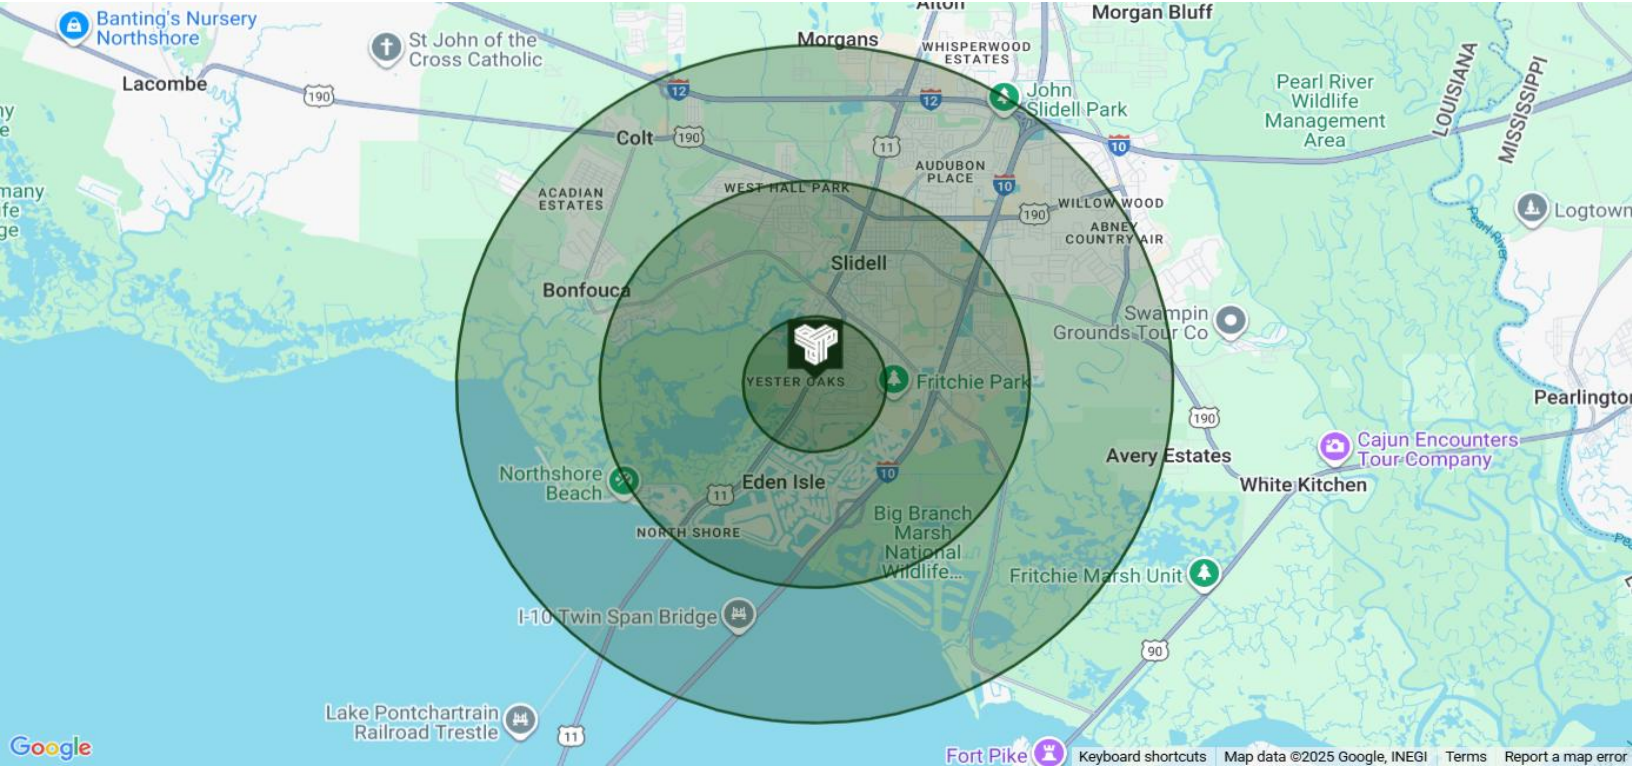 Alton
Morgan Bluff
Banting's Nursery
Northshore
St John of the
Cross Catholic
Morgans
WHISPERWOOD
ESTATES
Lacombe
190
12
12
John
Slidell Park
Pearl River
Wildlife
Management
Area
LOUISIANA
MISSISSIPPI
Colt
190
11
10
AUDUBON
PLACE
10
many
ife
ge
ACADIAN
ESTATES
WEST HALL PARK
190
WILLOW WOOD
ABNEY
COUNTRY AIR
Logtown
Pearl River
Slidell
Bonfouca
Swampin
Grounds Tour Co
YESTER OAKS
Fritchie Park
Pearlington
190
Cajun Encounters
Tour Company
Avery Estates
White Kitchen
Northshore
Beach
11
Eden Isle
10
NORTH SHORE
Big Branch
Marsh
National
Wildlife...
Fritchie Marsh Unit
I-10 Twin Span Bridge
90
Lake Pontchartrain
Railroad Trestle
11
Google
Fort Pike
Keyboard shortcuts
Map data ©2025 Google, INEGI
Terms
Report a map error